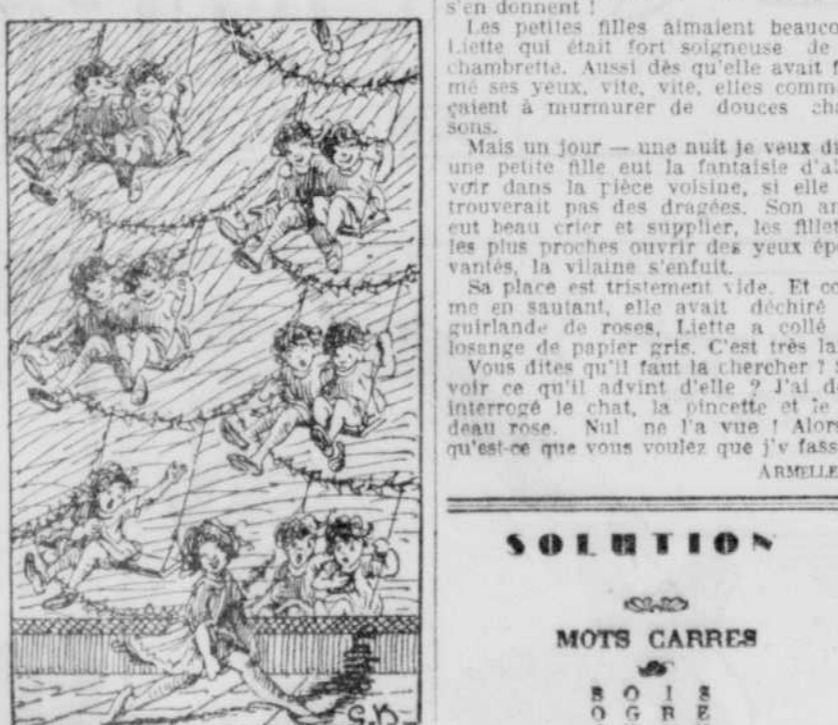 s'en donnent !
Les petites filles aimaient beauco
Liette qui était fort soigneuse de
chambrette. Aussi dès qu'elle avait f
mé ses yeux, vite, vite, elles comm
çaient à murmurer de douces cha
sons.
Mais un jour — une nuit je veux di
une petite fille eut la fantaisie d'a
voir dans la pièce voisine, si elle
trouverait pas des dragées. Son a
eut beau crier et supplier, les fillet
les plus proches ouvrir des yeux épo
vantés, la vilaine s'enfuit.
Sa place est tristement vide. Et co
me en sautant, elle avait déchiré
guirlande de roses, Liette a collé
losange de papier gris. C'est très la
Vous dites qu'il faut la chercher ? S
voir ce qu'il advint d'elle ? J'ai d
interrogé le chat, la pincette et le
deau rose. Nul ne l'a vue ! Alors
qu'est-ce que vous voulez que j'y fass
ARMELLE
SOLUTION
MOTS CARRES
B O I S
O G R E
G.B.